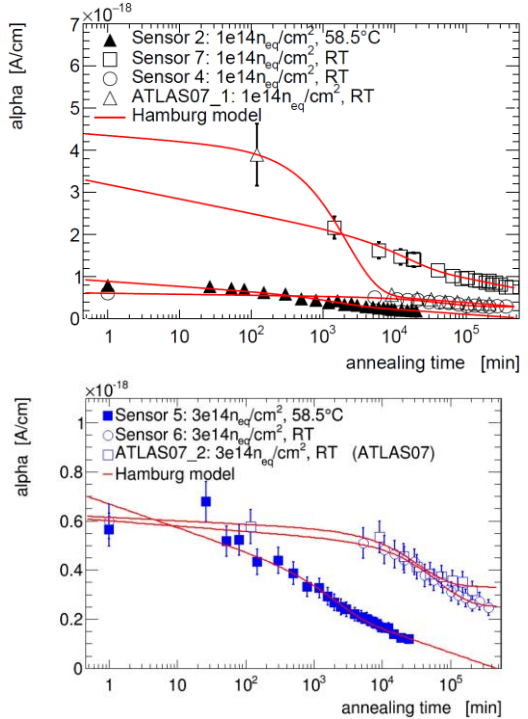 ×10⁻¹⁸
alpha [A/cm]
7
6
5
4
3
2
1
0
Sensor 2: 1e14n_eq/cm², 58.5°C
Sensor 7: 1e14n_eq/cm², RT
Sensor 4: 1e14n_eq/cm², RT
ATLAS07_1: 1e14n_eq/cm², RT
Hamburg model
1 10² 10³ 10⁴ 10⁵
annealing time [min]
×10⁻¹⁸
alpha [A/cm]
1
0.8
0.6
0.4
0.2
0
Sensor 5: 3e14n_eq/cm², 58.5°C
Sensor 6: 3e14n_eq/cm², RT
ATLAS07_2: 3e14n_eq/cm², RT (ATLAS07)
Hamburg model
1 10 10² 10³ 10⁴ 10⁵
annealing time [min]